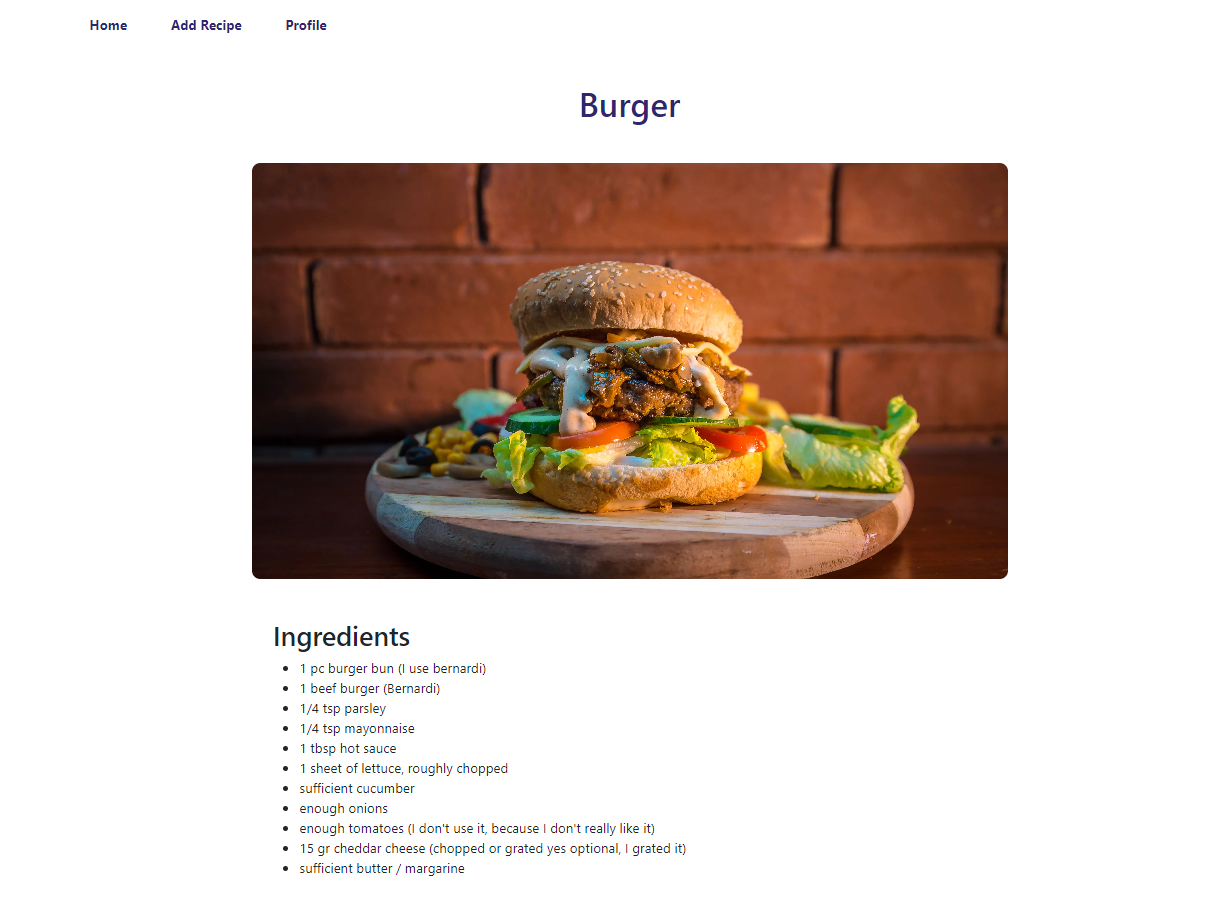 Home Add Recipe Profile
Burger
Ingredients
1 pc burger bun (I use bernardi)
1 beef burger (Bernardi)
1/4 tsp parsley
1/4 tsp mayonnaise
1 tbsp hot sauce
1 sheet of lettuce, roughly chopped
sufficient cucumber
enough onions
enough tomatoes (I don't use it, because I don't really like it)
15 gr cheddar cheese (chopped or grated yes optional, I grated it)
sufficient butter / margarine